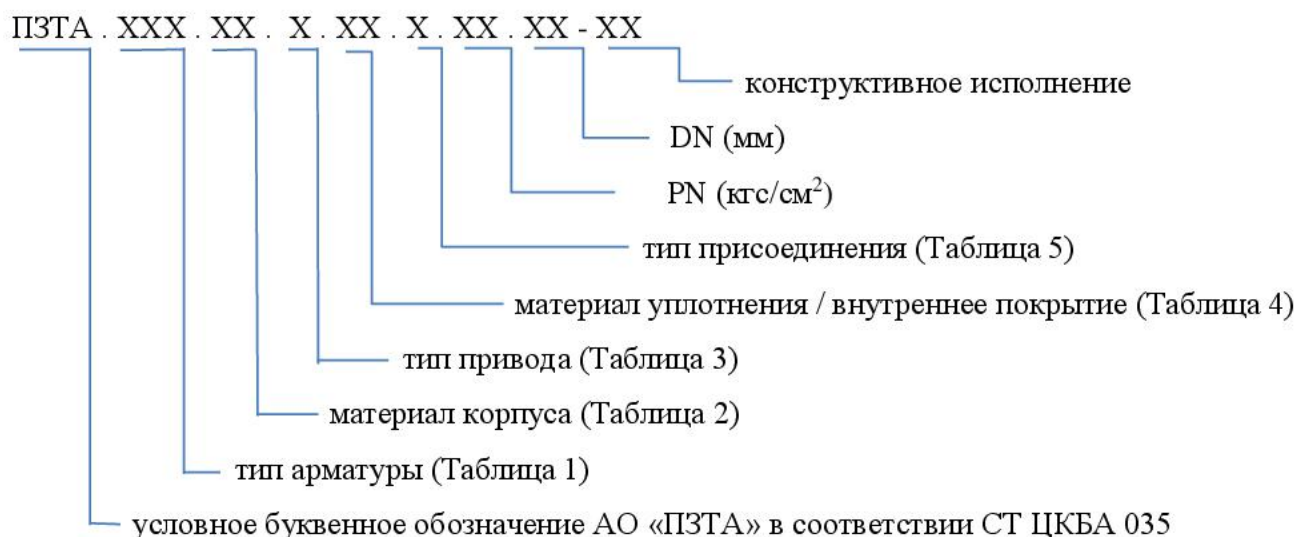 ПЗТА . XXX . XX . X . XX . X . XX . XX - XX
конструктивное исполнение
DN (мм)
PN (кгс/см²)
тип присоединения (Таблица 5)
материал уплотнения / внутреннее покрытие (Таблица 4)
тип привода (Таблица 3)
материал корпуса (Таблица 2)
тип арматуры (Таблица 1)
условное буквенное обозначение АО «ПЗТА» в соответствии СТ ЦКБА 035